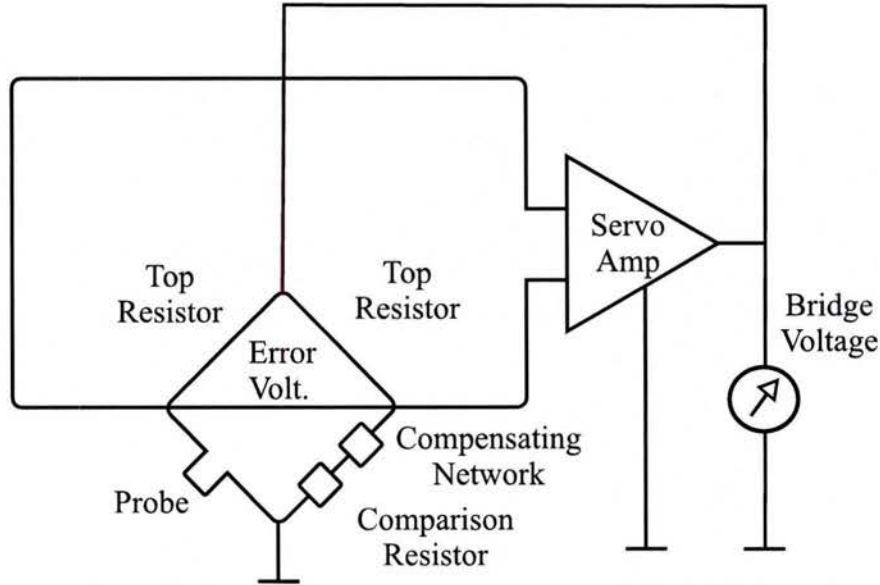 Servo
Amp
Top
Resistor
Top
Resistor
Bridge
Voltage
Error
Volt.
Compensating
Network
Probe
Comparison
Resistor